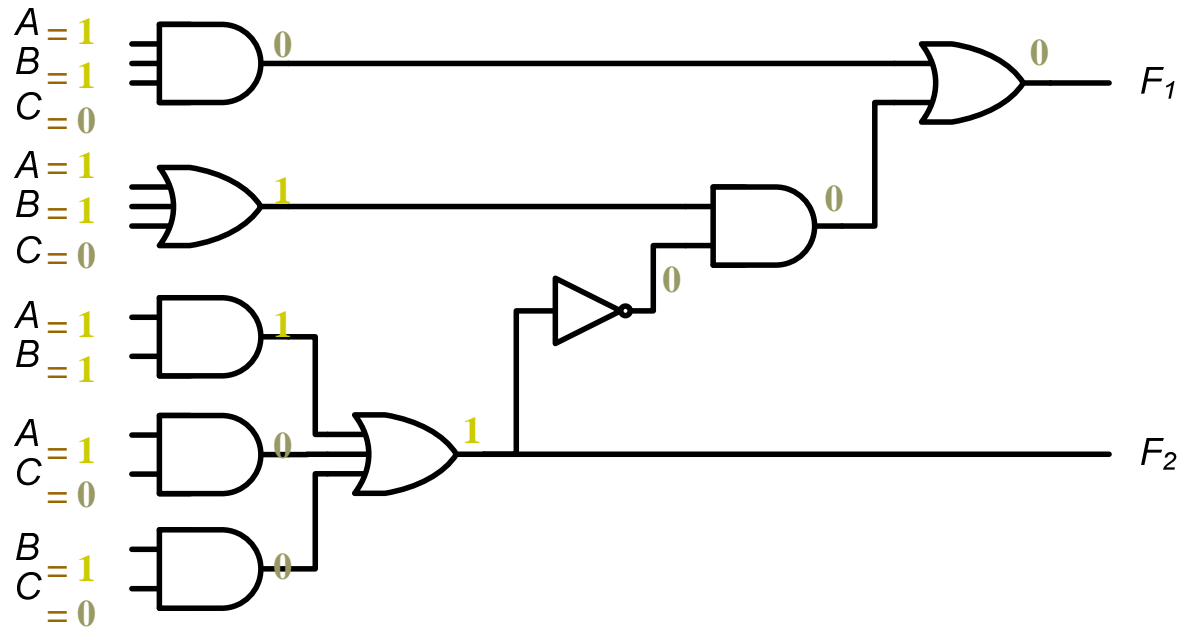 A = 1 0 0
B = 1 F1
C = 0
A = 1
B = 1 1 0
C = 0
0
A = 1 1
B = 1
A = 1 0 1
C = 0 F2
B = 1 0
C = 0